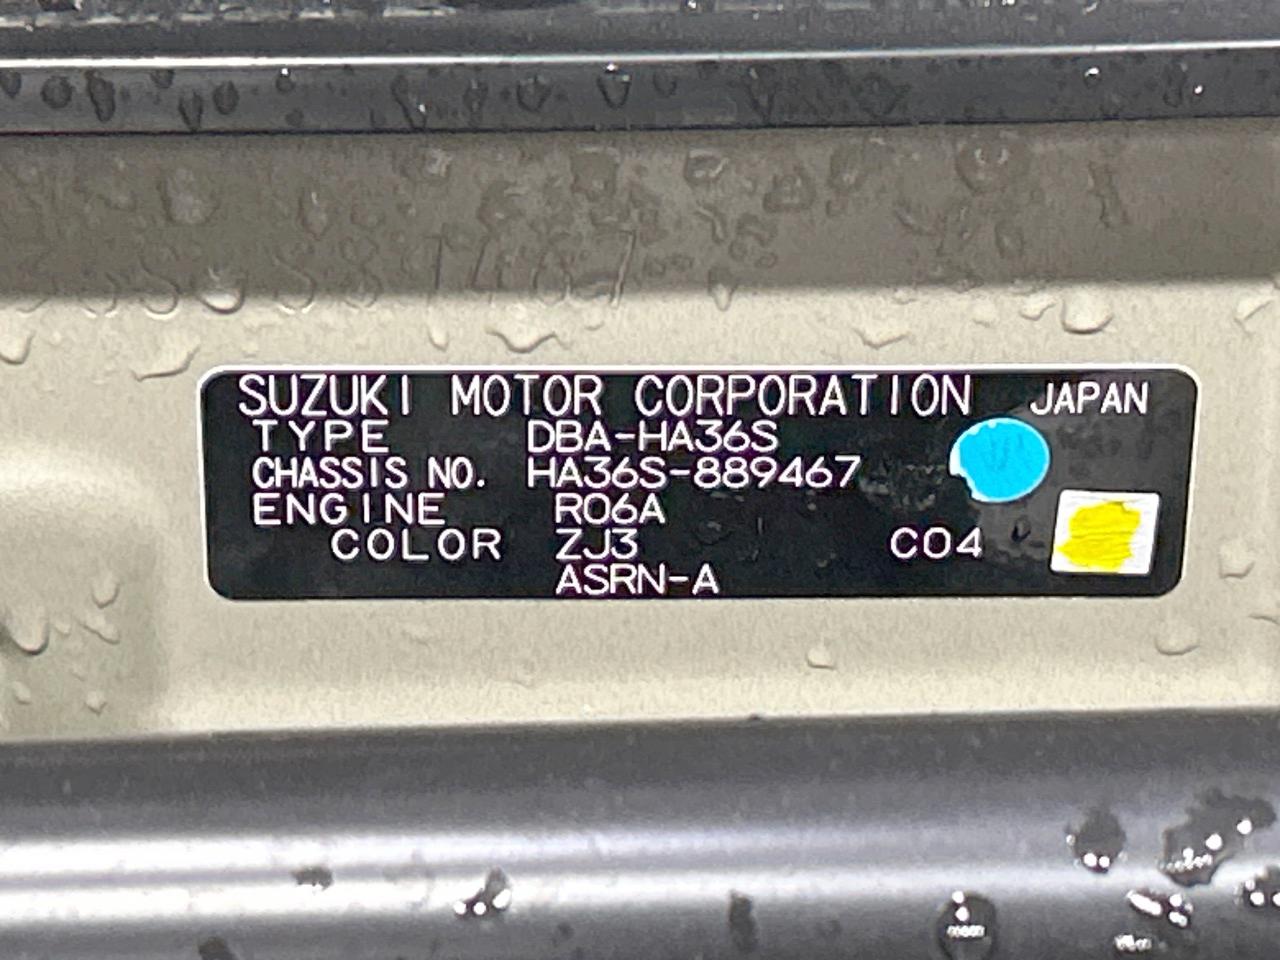 SUZUKI MOTOR CORPORATION JAPAN
TYPE DBA-HA36S
CHASSIS NO. HA36S-889467
ENGINE R06A
COLOR ZJ3 C04
ASRN-A